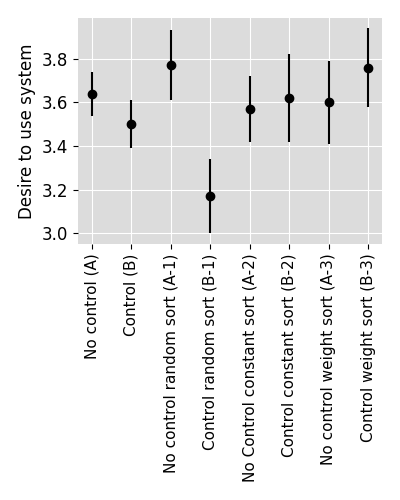 Desire to use system
3.8
3.6
3.4
3.2
3.0
No control (A)
Control (B)
No control random sort (A-1)
Control random sort (B-1)
No Control constant sort (A-2)
Control constant sort (B-2)
No control weight sort (A-3)
Control weight sort (B-3)